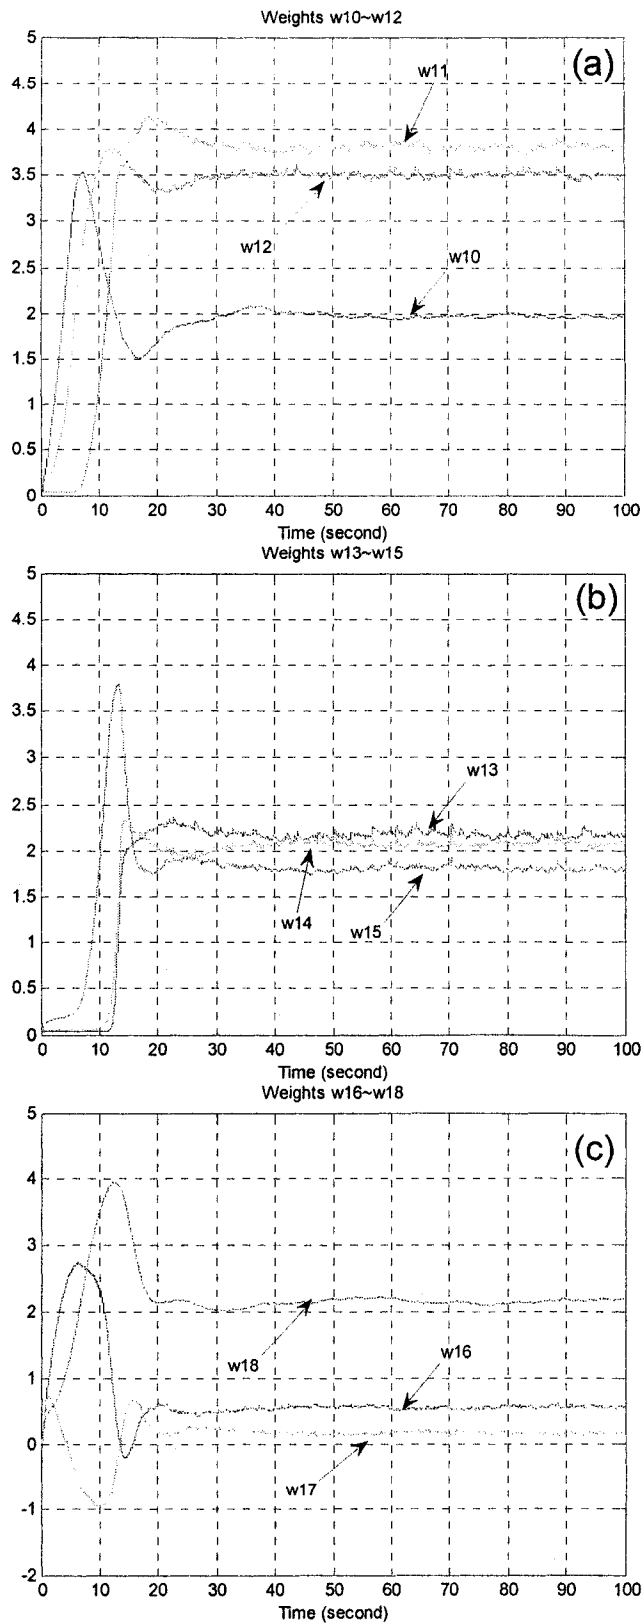 Weights w10~w12
(a)
5
4.5
4
3.5
3
2.5
2
1.5
1
0.5
0
w11
w12
w10
0 10 20 30 40 50 60 70 80 90 100
Time (second)
Weights w13~w15
(b)
5
4.5
4
3.5
3
2.5
2
1.5
1
0.5
0
w13
w14
w15
0 10 20 30 40 50 60 70 80 90 100
Time (second)
Weights w16~w18
(c)
5
4
3
2
1
0
-1
-2
w18
w16
w17
0 10 20 30 40 50 60 70 80 90 100
Time (second)